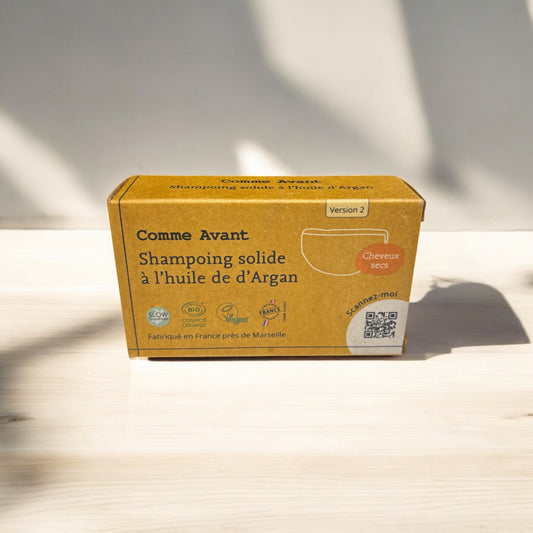 Comme Avant
Shampoing solide à l'huile d'Argan
Version 2
Comme Avant
Shampoing solide
à l'huile de d'Argan
Cheveux
secs
Scannez-moi
SLOW
BIO
COSMOS
ORGANIC
Vegan
FRANCE
Fabriqué en France près de Marseille